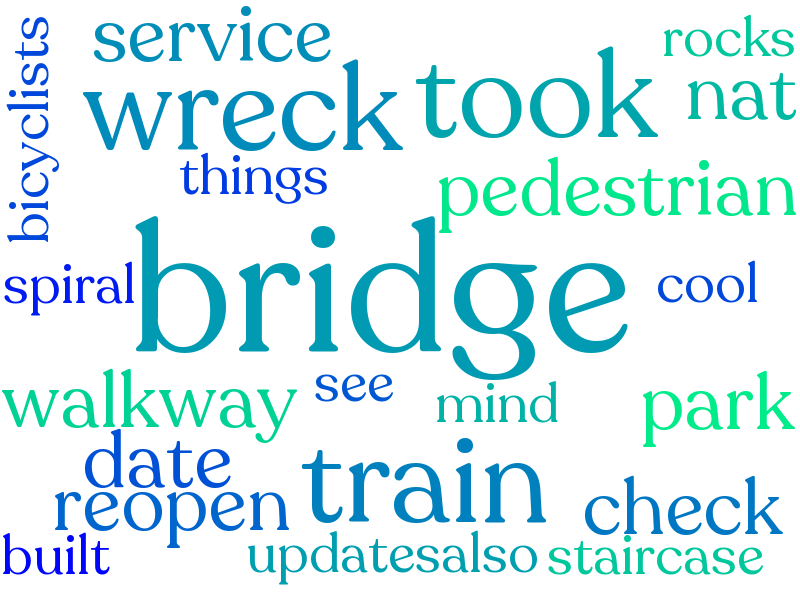 service
rocks
bicyclists
wreck
took
nat
things
pedestrian
bridge
spiral
cool
walkway
see
mind
park
date
train
reopen
check
built
updatesalso
staircase